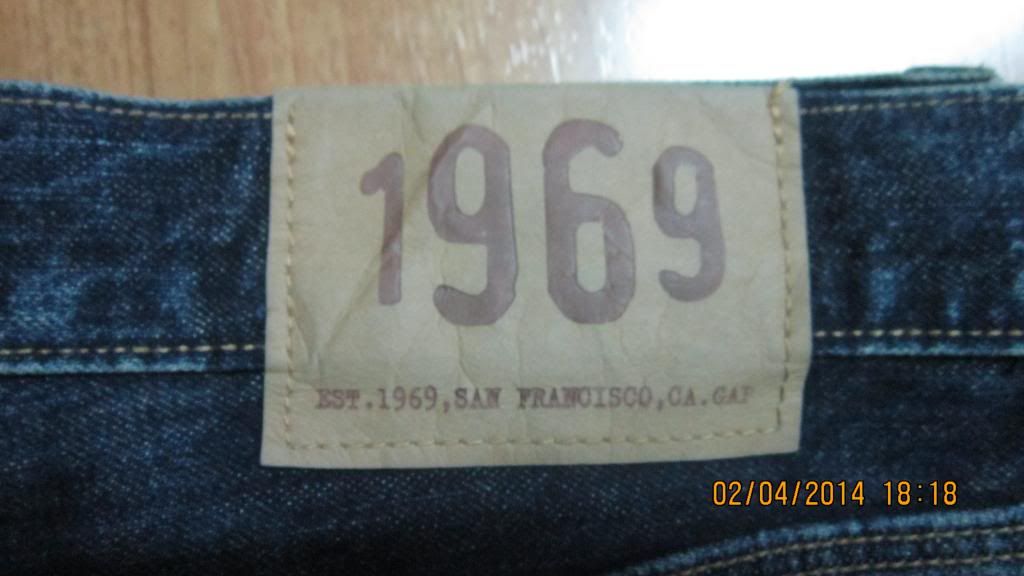 1969
EST.1969,SAN FRANCISCO,CA.GAP
02/04/2014 18:18